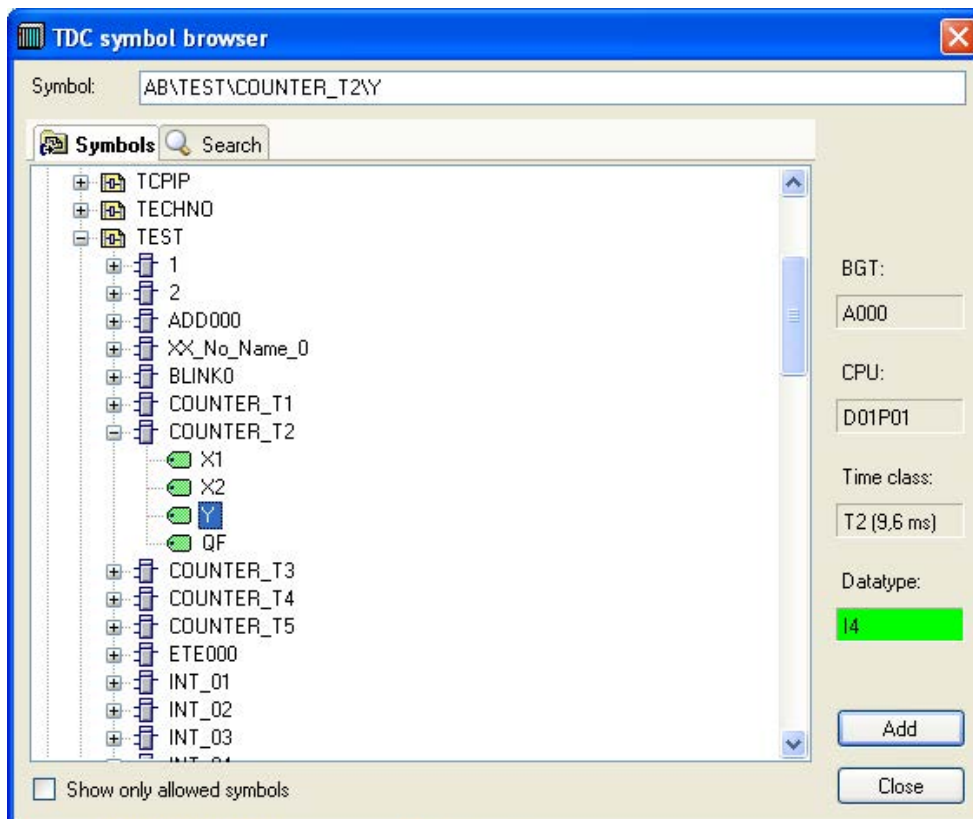 TDC symbol browser
Symbol: AB\TEST\COUNTER_T2\Y
Symbols Search
TCPIP
TECHNO
TEST
1
2
ADD000
XX_No_Name_0
BLINK0
COUNTER_T1
COUNTER_T2
X1
X2
Y
QF
COUNTER_T3
COUNTER_T4
COUNTER_T5
ETE000
INT_01
INT_02
INT_03
BGT:
A000
CPU:
D01P01
Time class:
T2 (9,6 ms)
Datatype:
I4
Add
Close
Show only allowed symbols